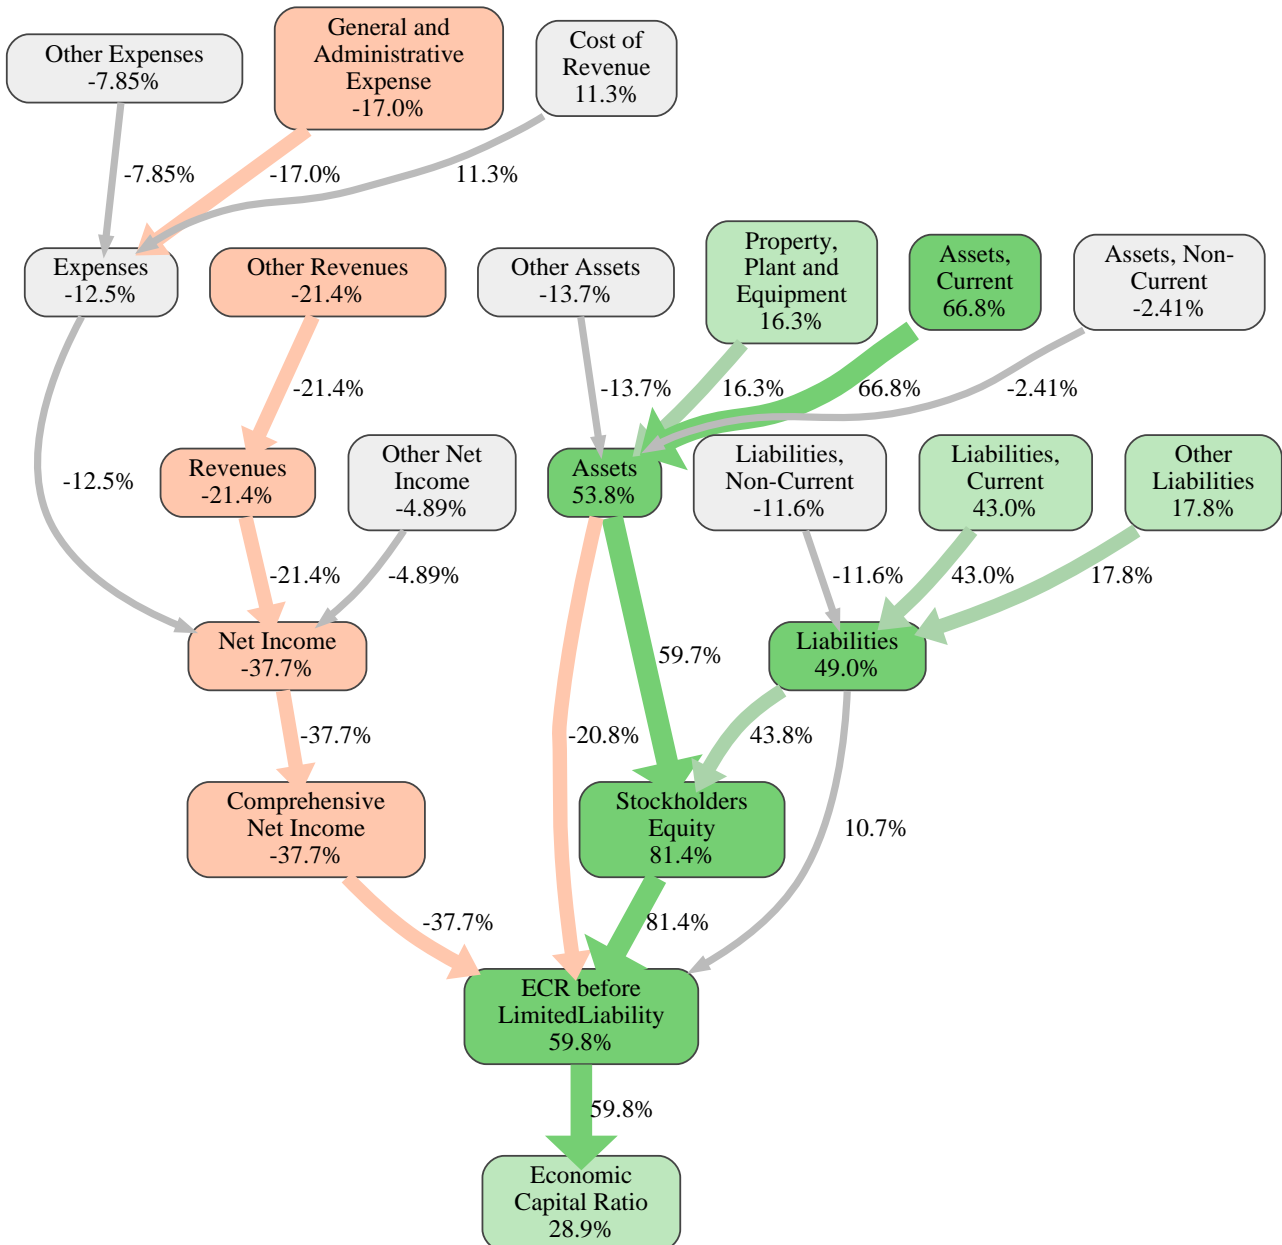 Other Expenses
-7.85%
General and
Administrative
Expense
-17.0%
Cost of
Revenue
11.3%
-7.85%
-17.0%
11.3%
Expenses
-12.5%
Other Revenues
-21.4%
Other Assets
-13.7%
Property,
Plant and
Equipment
16.3%
Assets,
Current
66.8%
Assets, Non-
Current
-2.41%
-21.4%
-13.7%
16.3%
66.8%
-2.41%
-12.5%
Revenues
-21.4%
Other Net
Income
-4.89%
Assets
53.8%
Liabilities,
Non-Current
-11.6%
Liabilities,
Current
43.0%
Other
Liabilities
17.8%
-21.4%
-4.89%
-11.6%
43.0%
17.8%
Net Income
-37.7%
59.7%
Liabilities
49.0%
-37.7%
-20.8%
43.8%
Comprehensive
Net Income
-37.7%
Stockholders
Equity
81.4%
10.7%
-37.7%
81.4%
ECR before
LimitedLiability
59.8%
59.8%
Economic
Capital Ratio
28.9%